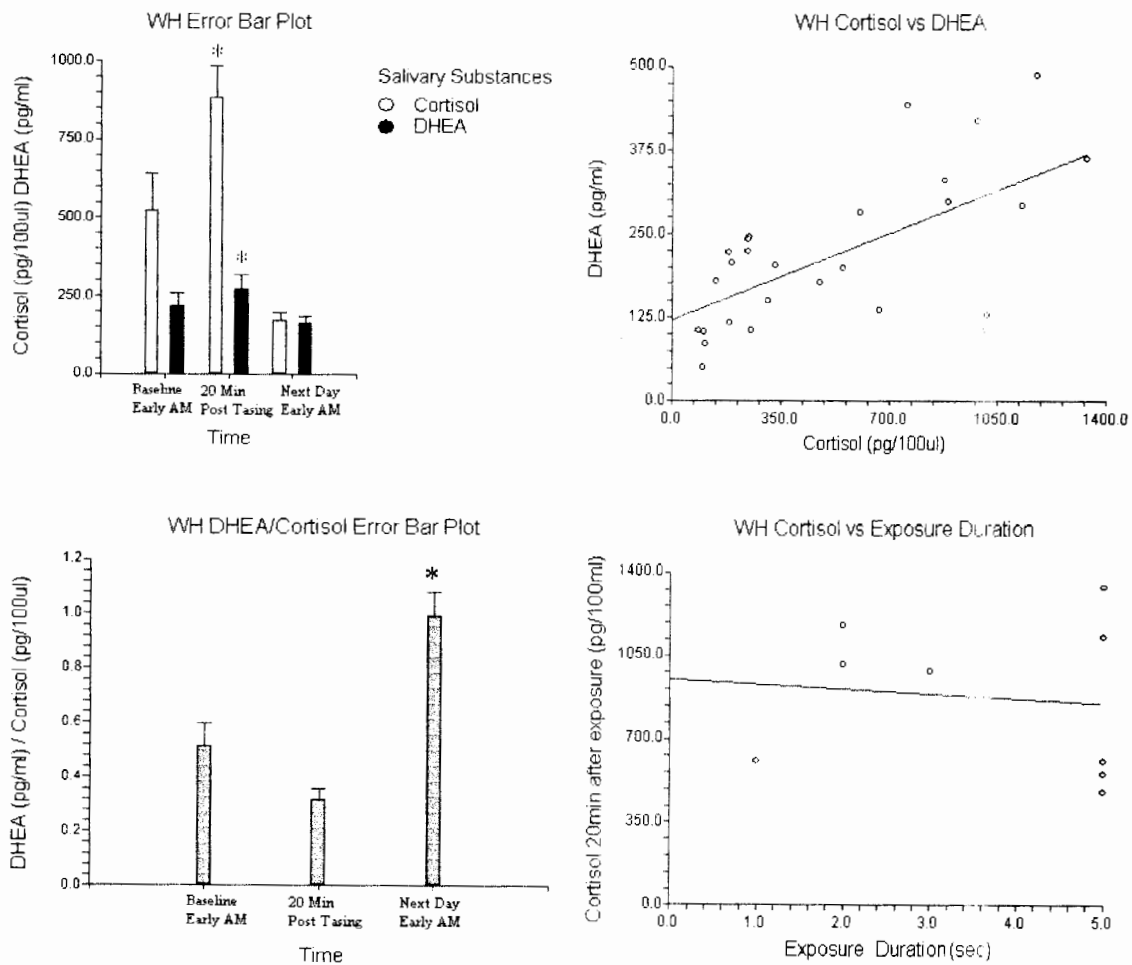 WH Error Bar Plot
Cortisol (pg/100ul) DHEA (pg/ml)
1000.0
750.0
500.0
250.0
0.0
*
*
Baseline
Early AM
20 Min
Post Tasing
Next Day
Early AM
Time
Salivary Substances
Cortisol
DHEA
WH Cortisol vs DHEA
DHEA (pg/ml)
500.0
375.0
250.0
125.0
0.0
0.0 350.0 700.0 1050.0 1400.0
Cortisol (pg/100ul)
WH DHEA/Cortisol Error Bar Plot
DHEA (pg/ml) / Cortisol (pg/100ul)
1.2
1.0
0.8
0.6
0.4
0.2
0.0
*
Baseline
Early AM
20 Min
Post Tasing
Next Day
Early AM
Time
WH Cortisol vs Exposure Duration
Cortisol 20min after exposure (pg/100ml)
1400.0
1050.0
700.0
350.0
0.0
1.0 2.0 3.0 4.0 5.0
Exposure Duration (sec)